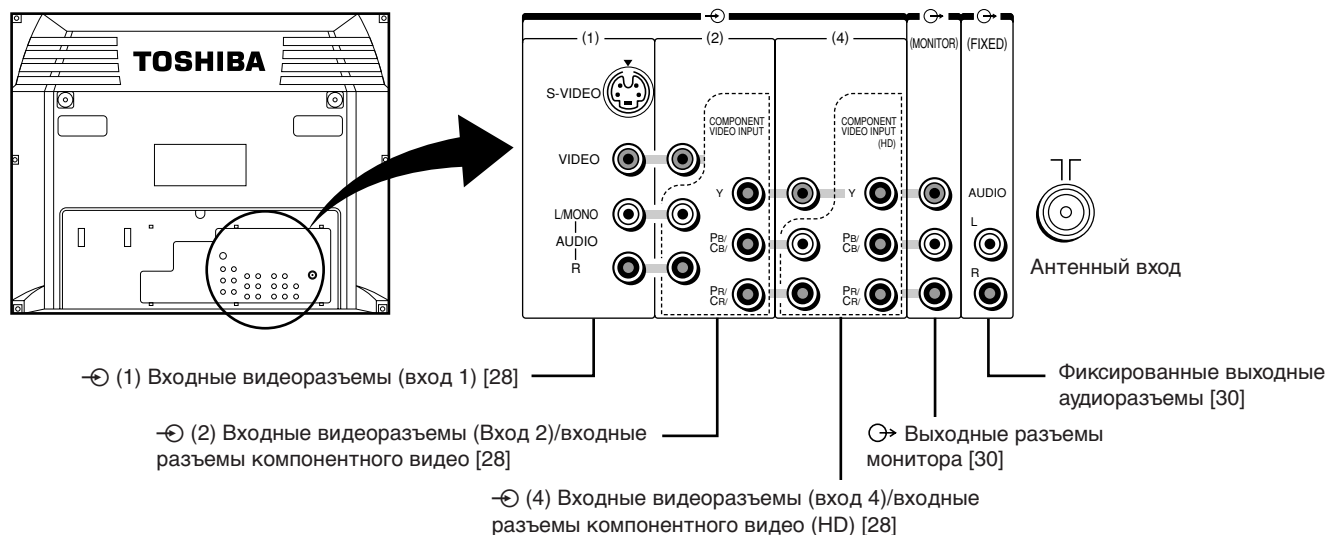 TOSHIBA
(1)
(2)
(4)
(MONITOR)
(FIXED)
S-VIDEO
COMPONENT
VIDEO INPUT
COMPONENT
VIDEO INPUT
(HD)
VIDEO
Y
Y
AUDIO
L/MONO
AUDIO
R
PB/
CB/
PB/
CB/
L
R
PR/
CR/
PR/
CR/
Антенный вход
(1) Входные видеоразъемы (вход 1) [28]
(2) Входные видеоразъемы (Вход 2)/входные
разъемы компонентного видео [28]
(4) Входные видеоразъемы (вход 4)/входные
разъемы компонентного видео (HD) [28]
Выходные разъемы
монитора [30]
Фиксированные выходные
аудиоразъемы [30]